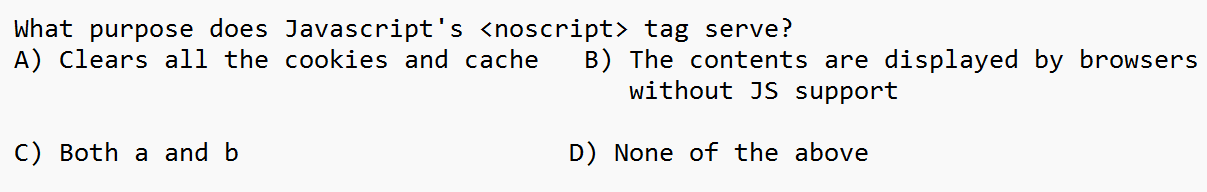 What purpose does Javascript's <noscript> tag serve?
A) Clears all the cookies and cache   B) The contents are displayed by browsers
without JS support
C) Both a and b   D) None of the above